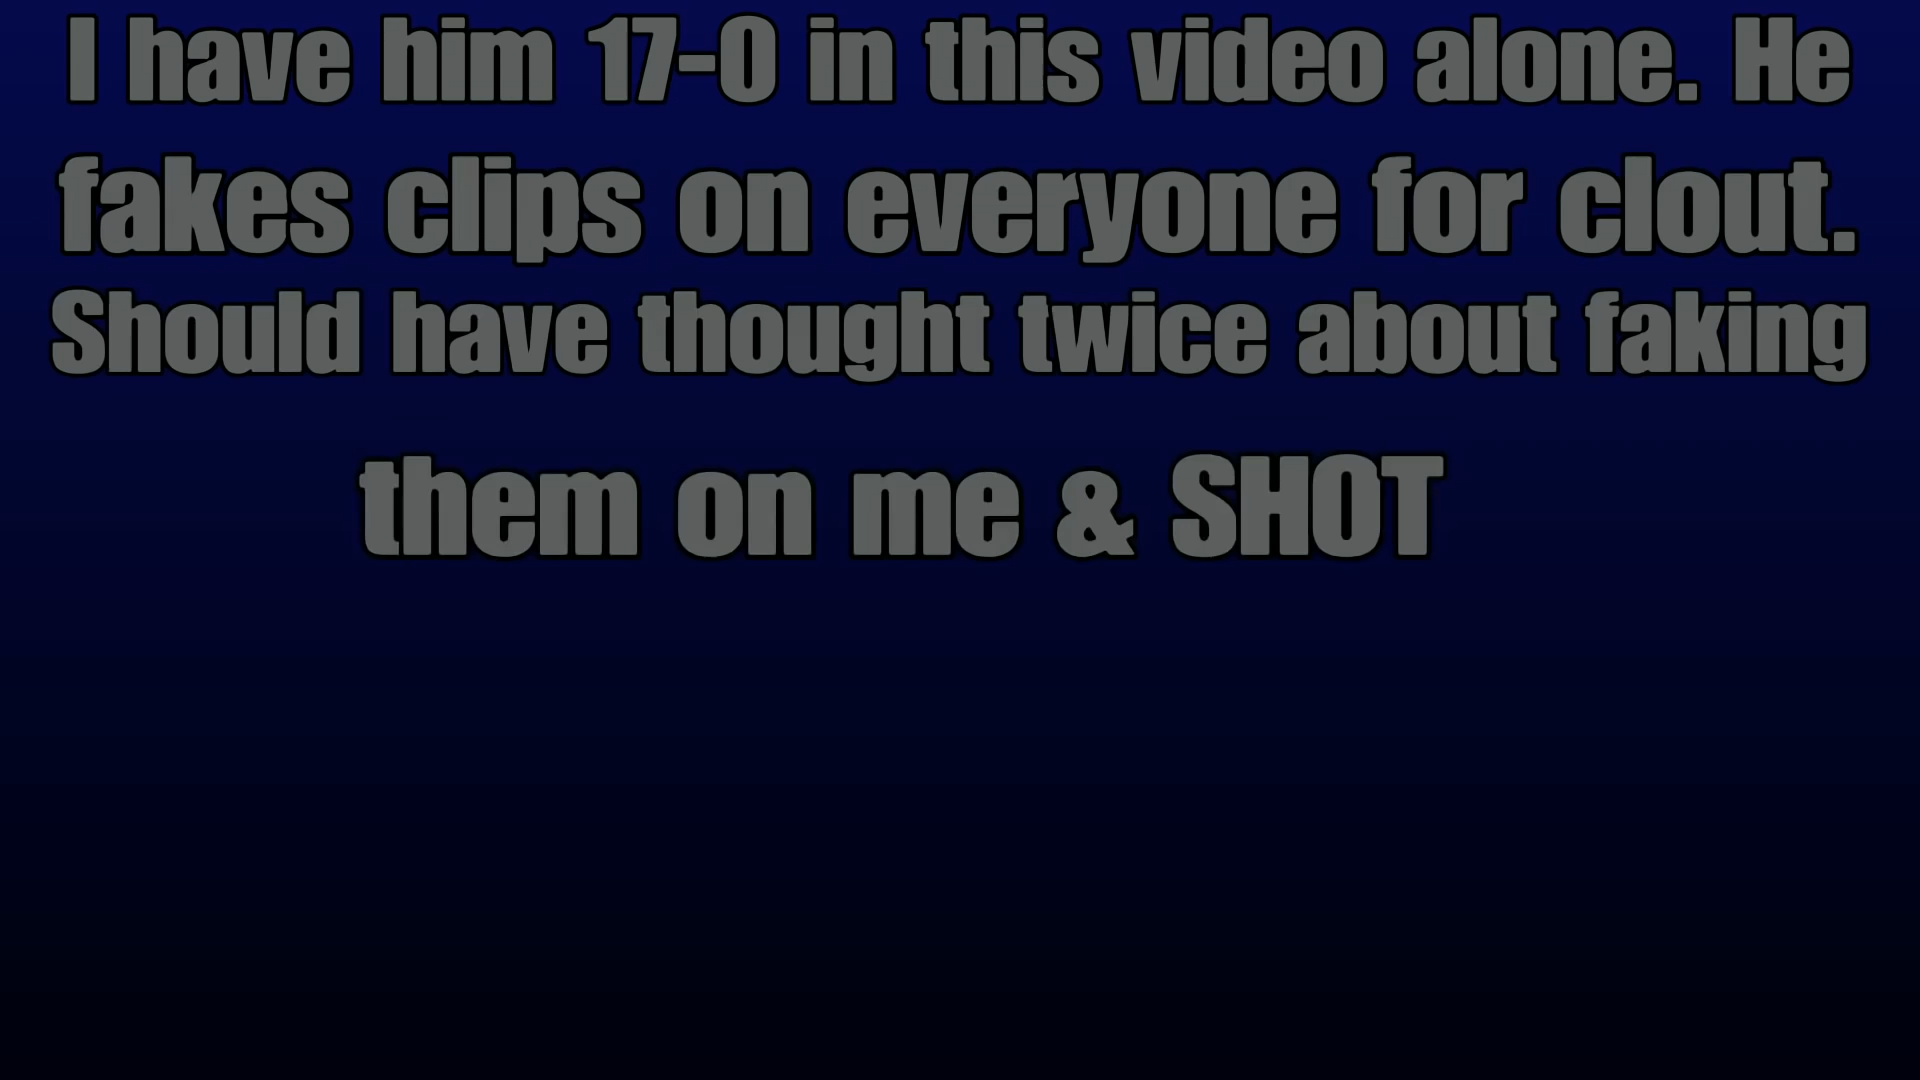 I have him 17-0 in this video alone. He
fakes clips on everyone for clout.
Should have thought twice about faking
them on me & SHOT